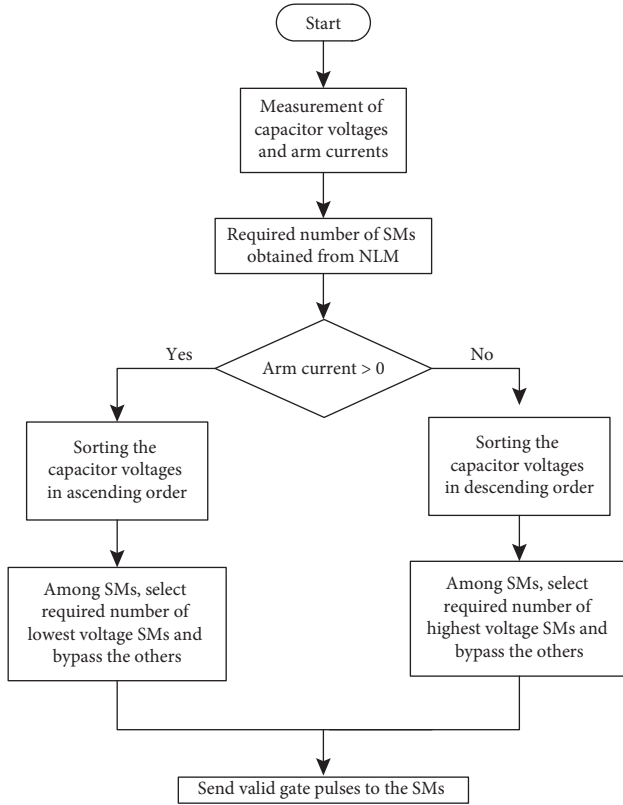 Start
Measurement of
capacitor voltages
and arm currents
Required number of SMs
obtained from NLM
Arm current > 0
Yes
No
Sorting the
capacitor voltages
in ascending order
Sorting the
capacitor voltages
in descending order
Among SMs, select
required number of
lowest voltage SMs and
bypass the others
Among SMs, select
required number of
highest voltage SMs and
bypass the others
Send valid gate pulses to the SMs